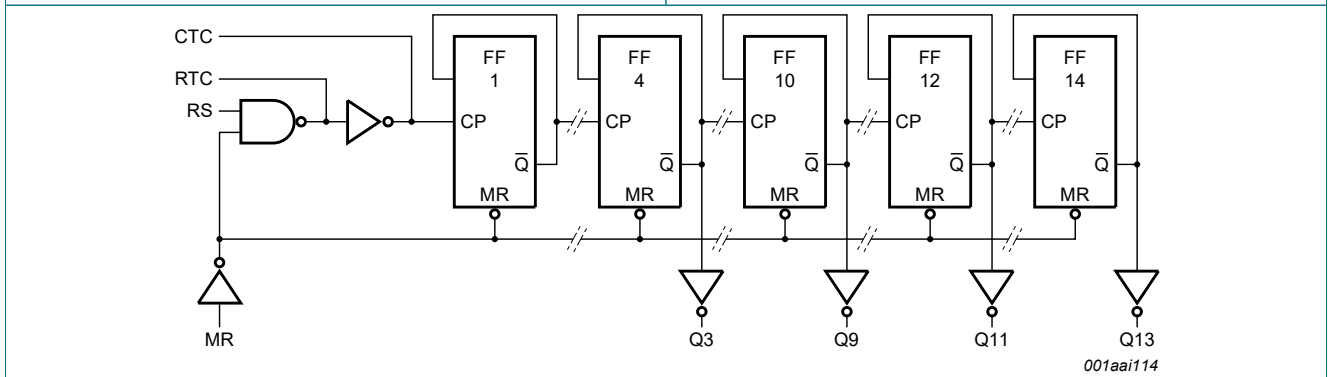 CTC
RTC
RS
FF
1
CP
Q̅
MR
FF
4
CP
Q̅
MR
FF
10
CP
Q̅
MR
FF
12
CP
Q̅
MR
FF
14
CP
Q̅
MR
MR
Q3
Q9
Q11
Q13
001aai114